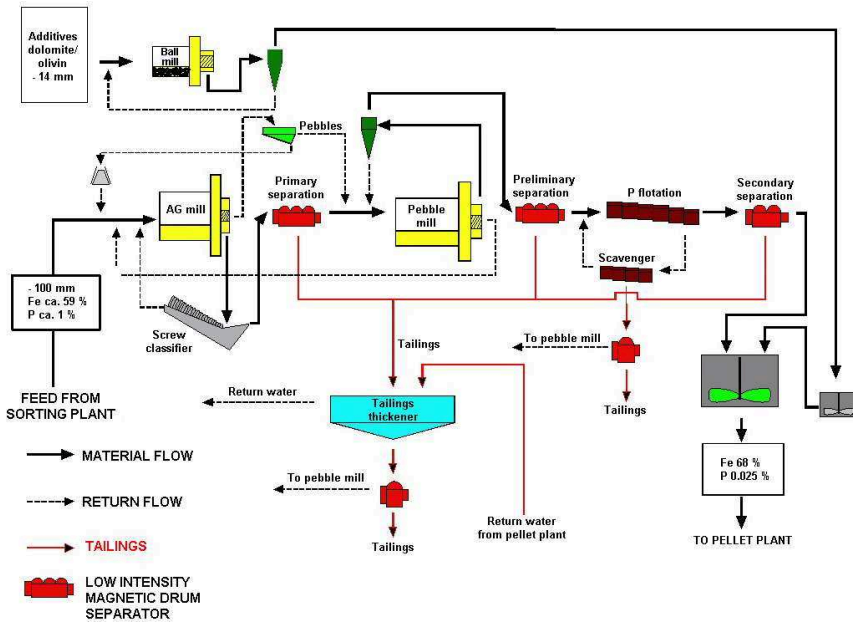 Additives
dolomite/
olivin
- 14 mm
Ball
mill
Pebbles
AG mill
Primary
separation
Pebble
mill
Preliminary
separation
P flotation
Secondary
separation
Scavenger
- 100 mm
Fe ca. 59 %
P ca. 1 %
Screw
classifier
FEED FROM
SORTING PLANT
Tailings
To pebble mill
Tailings
Return water
Tailings
thickener
To pebble mill
Tailings
Return water
from pellet plant
Fe 68 %
P 0.025 %
TO PELLET PLANT
MATERIAL FLOW
RETURN FLOW
TAILINGS
LOW INTENSITY
MAGNETIC DRUM
SEPARATOR